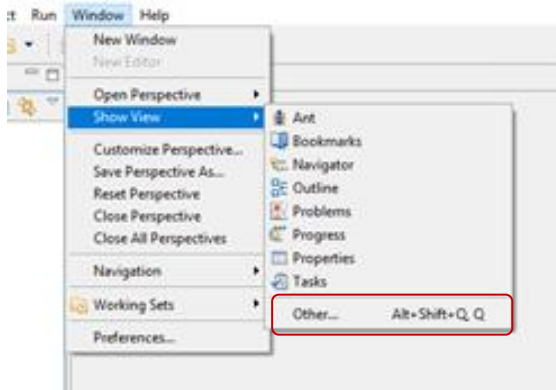 Run Window Help
New Window
New Editor
Open Perspective
Show View
Customize Perspective...
Save Perspective As...
Reset Perspective
Close Perspective
Close All Perspectives
Navigation
Working Sets
Preferences...
Ant
Bookmarks
Navigator
Outline
Problems
Progress
Properties
Tasks
Other... Alt+Shift+Q, Q